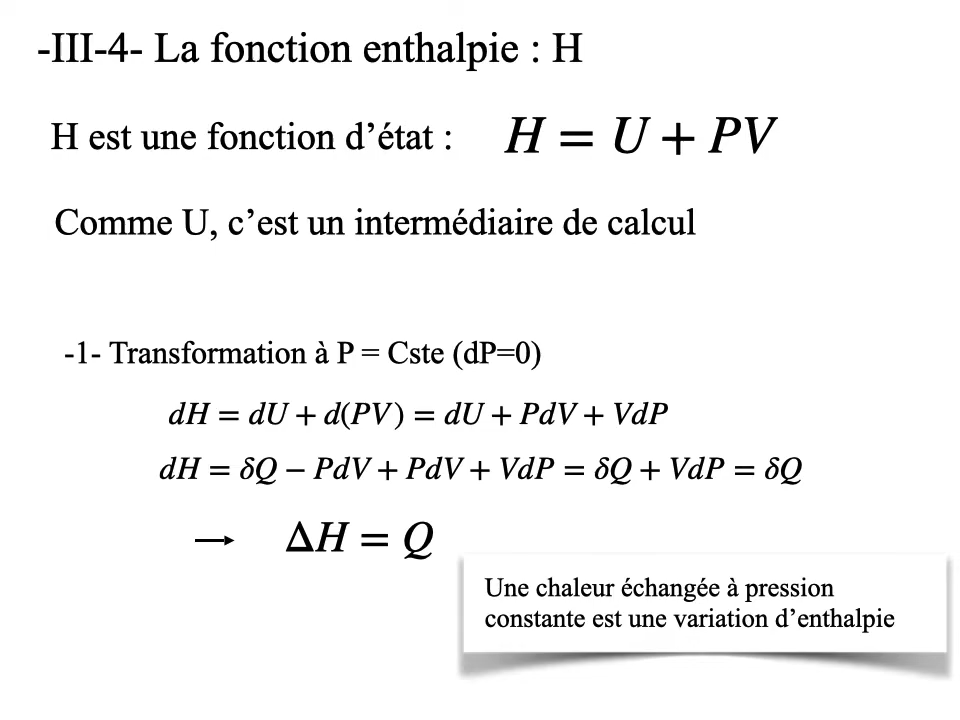 -III-4- La fonction enthalpie : H
H est une fonction d’état : H = U + PV
Comme U, c’est un intermédiaire de calcul
-1- Transformation à P = Cste (dP=0)
dH = dU + d(PV) = dU + PdV + VdP
dH = δQ − PdV + PdV + VdP = δQ + VdP = δQ
→ ΔH = Q
Une chaleur échangée à pression
constante est une variation d’enthalpie